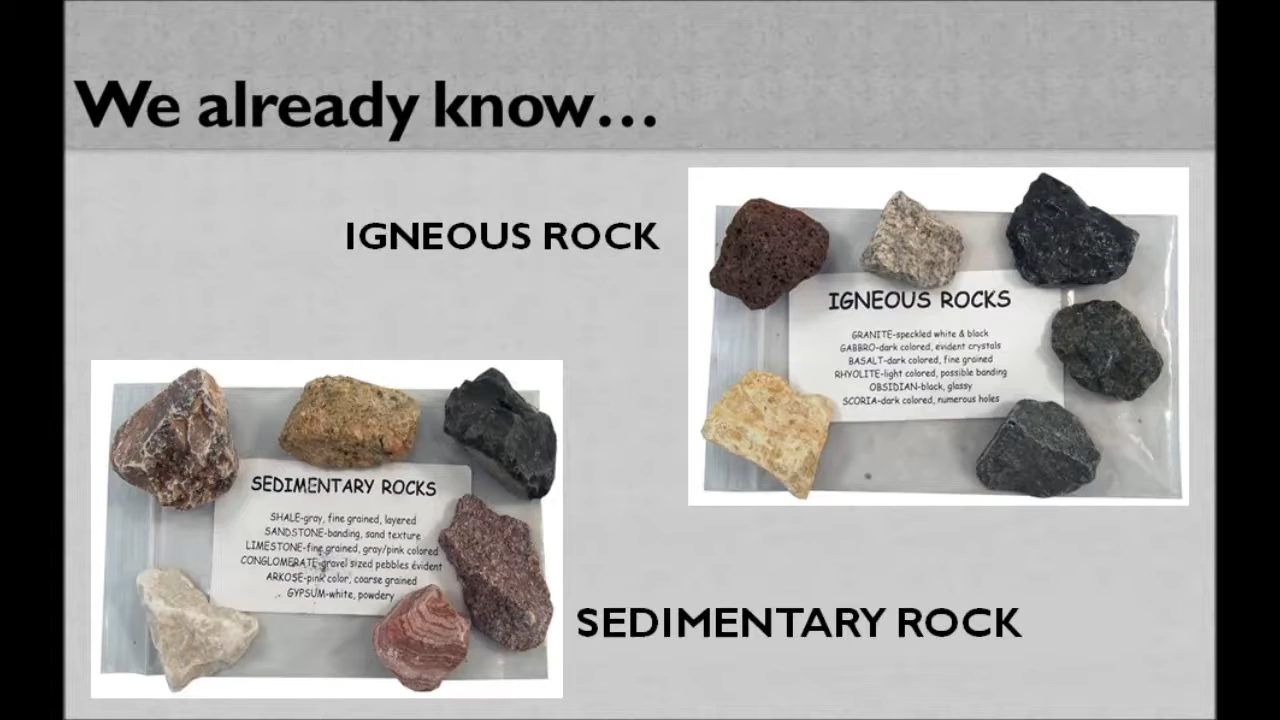 We already know…
IGNEOUS ROCK
IGNEOUS ROCKS
GRANITE-speckled white & black
GABBRO-dark colored, evident crystals
BASALT-dark colored, fine grained
RHYOLITE-light colored, possible banding
OBSIDIAN-black, glassy
SCORIA-dark colored, numerous holes
SEDIMENTARY ROCKS
SHALE-gray, fine grained, layered
SANDSTONE-banding, sand texture
LIMESTONE-fine grained, gray/pink colored
CONGLOMERATE-gravel sized pebbles evident
ARKOSE-pink color, coarse grained
GYPSUM-white, powdery
SEDIMENTARY ROCK